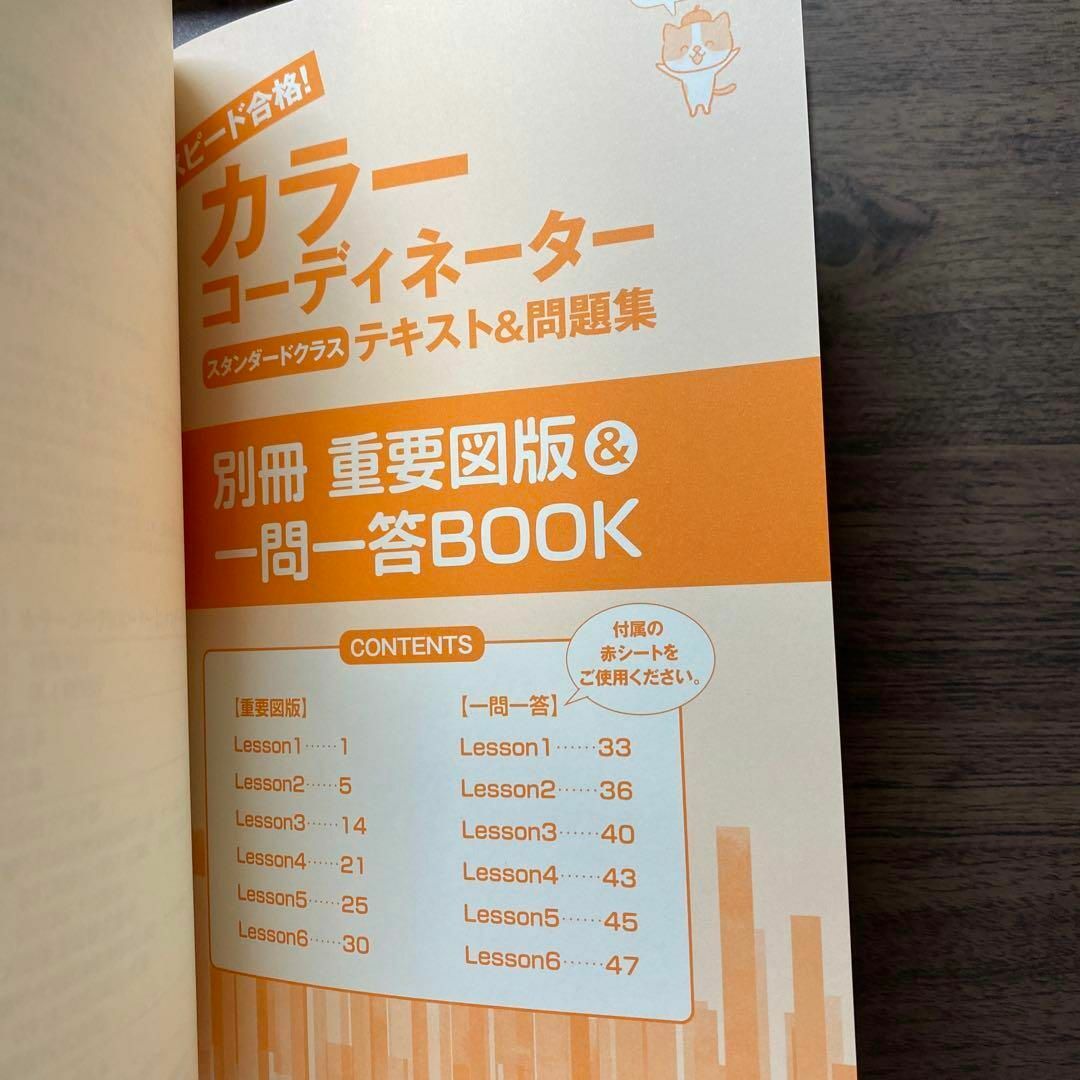 スピード合格!
カラー
コーディネーター
スタンダードクラス テキスト&問題集
別冊 重要図版&
一問一答BOOK
CONTENTS
付属の
赤シートを
ご使用ください。
【重要図版】
Lesson1……1
Lesson2……5
Lesson3……14
Lesson4……21
Lesson5……25
Lesson6……30
【一問一答】
Lesson1……33
Lesson2……36
Lesson3……40
Lesson4……43
Lesson5……45
Lesson6……47